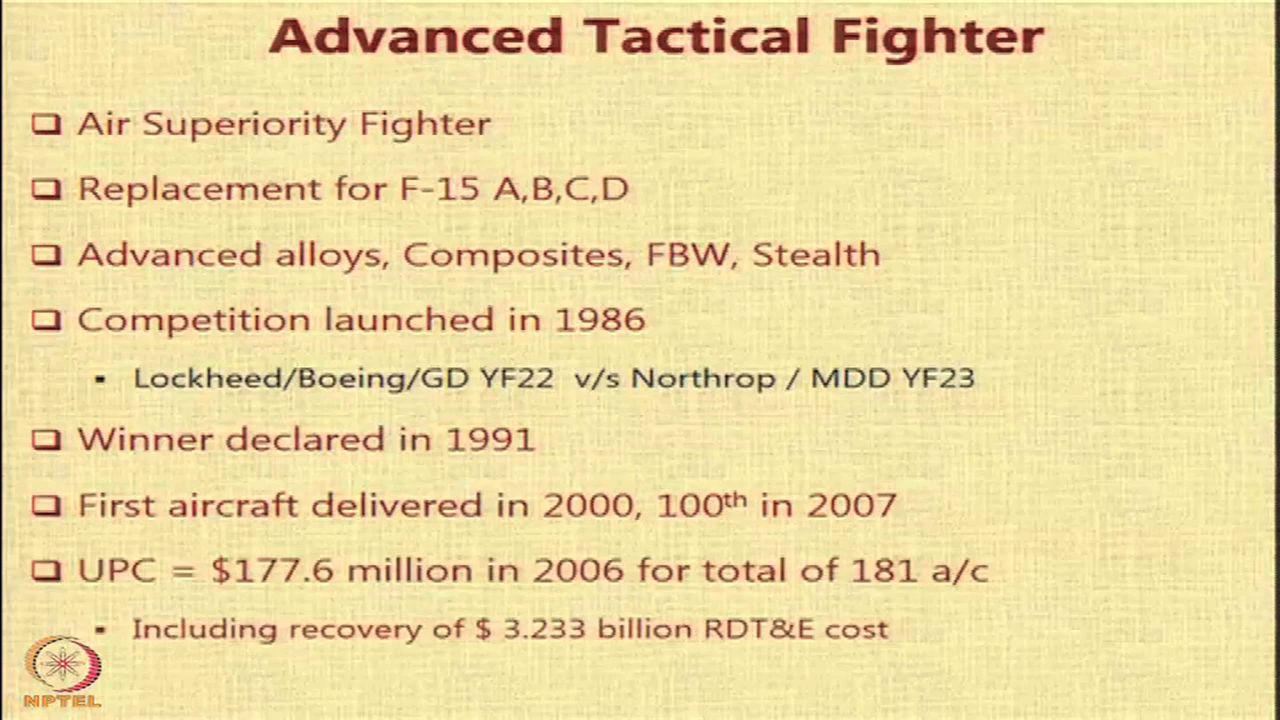 Advanced Tactical Fighter
Air Superiority Fighter
Replacement for F-15 A,B,C,D
Advanced alloys, Composites, FBW, Stealth
Competition launched in 1986
Lockheed/Boeing/GD YF22 v/s Northrop / MDD YF23
Winner declared in 1991
First aircraft delivered in 2000, 100th in 2007
UPC = $177.6 million in 2006 for total of 181 a/c
Including recovery of $ 3.233 billion RDT&E cost
NPTEL